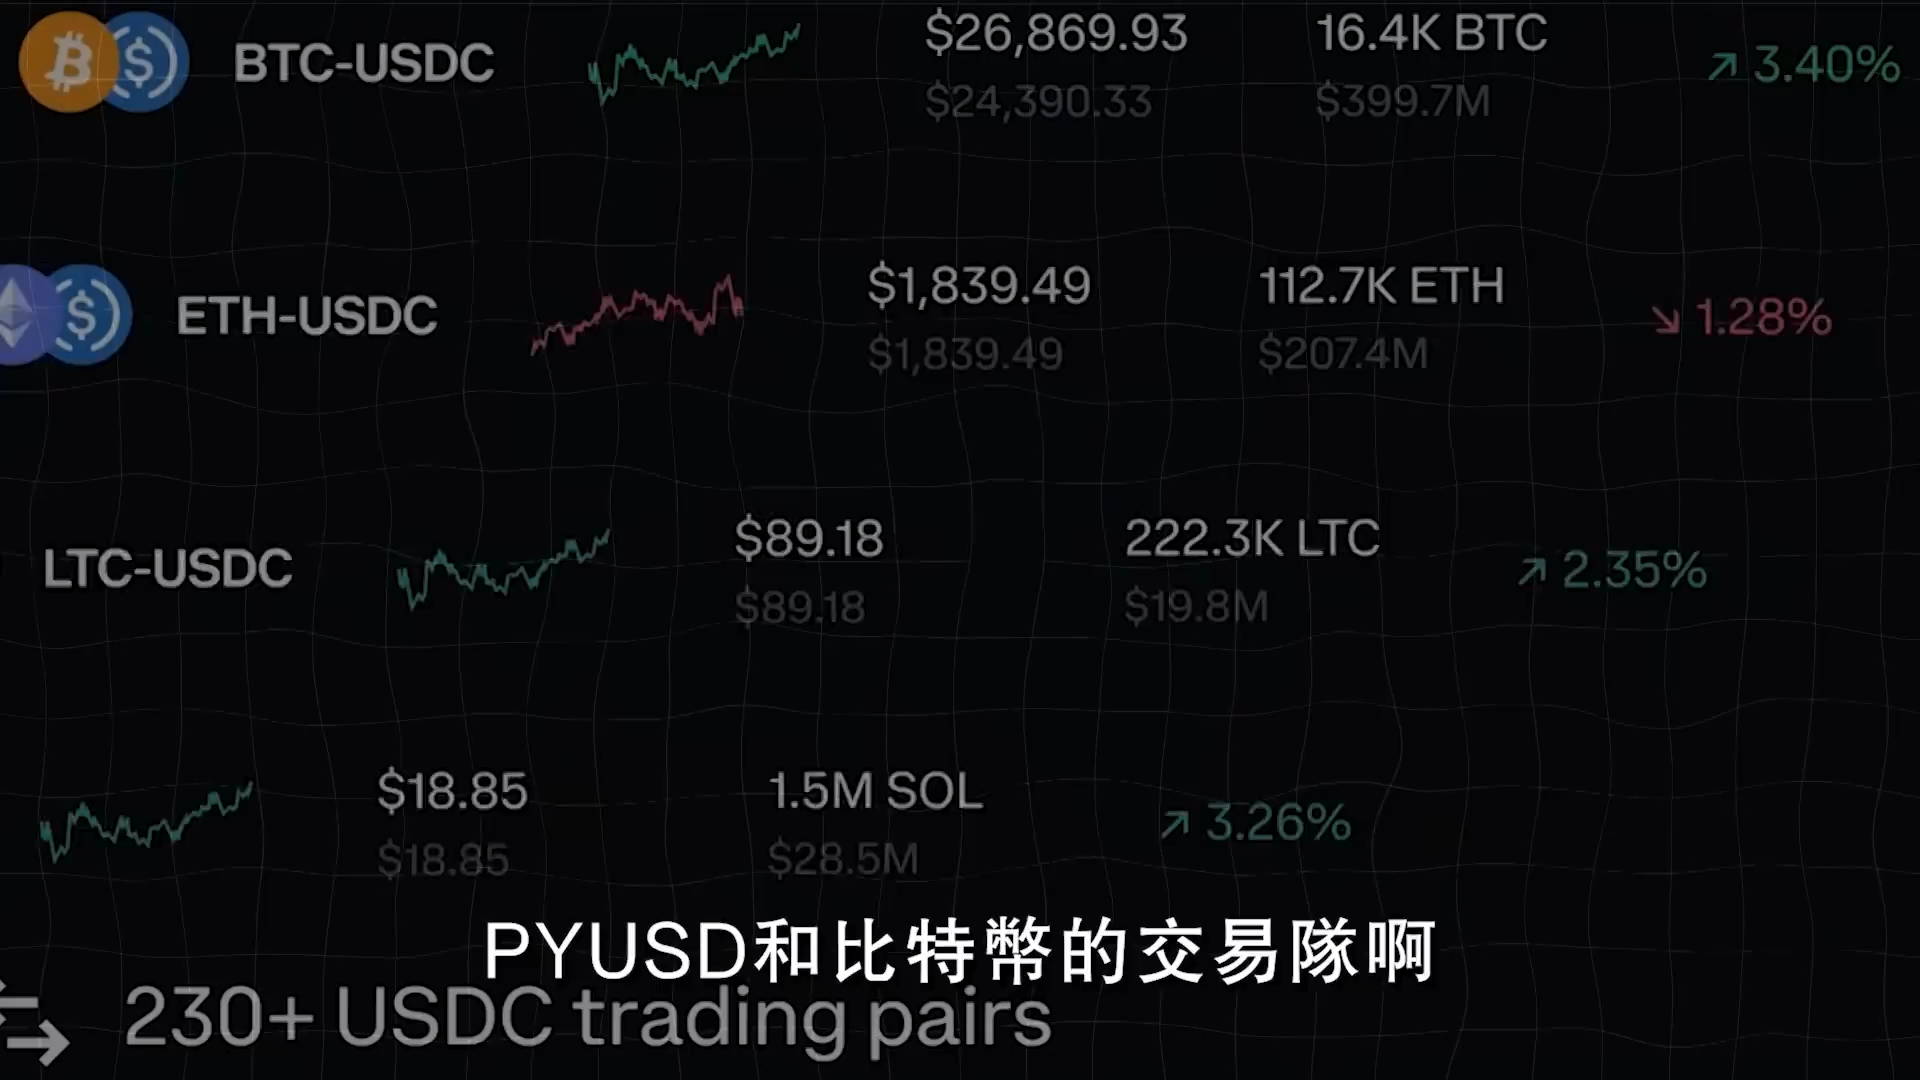 BTC-USDC $26,869.93 16.4K BTC ↗ 3.40%
$24,390.33 $399.7M
ETH-USDC $1,839.49 112.7K ETH ↘ 1.28%
$1,839.49 $207.4M
LTC-USDC $89.18 222.3K LTC ↗ 2.35%
$89.18 $19.8M
$18.85 1.5M SOL ↗ 3.26%
$18.85 $28.5M
PYUSD和比特幣的交易隊啊
230+ USDC trading pairs